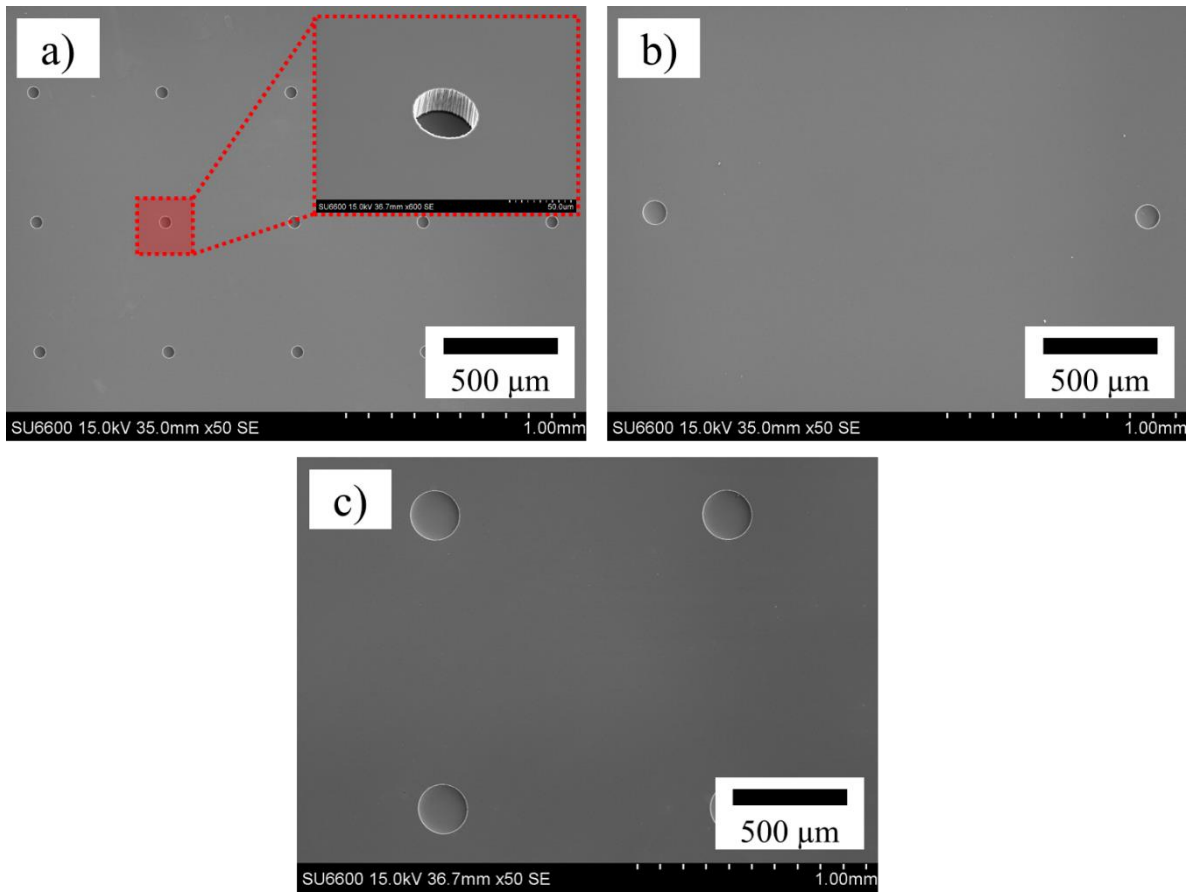 a)
SU6600 15.0kV 36.7mm x600 SE
50.0um
500 μm
SU6600 15.0kV 35.0mm x50 SE
1.00mm
b)
500 μm
SU6600 15.0kV 35.0mm x50 SE
1.00mm
c)
500 μm
SU6600 15.0kV 36.7mm x50 SE
1.00mm